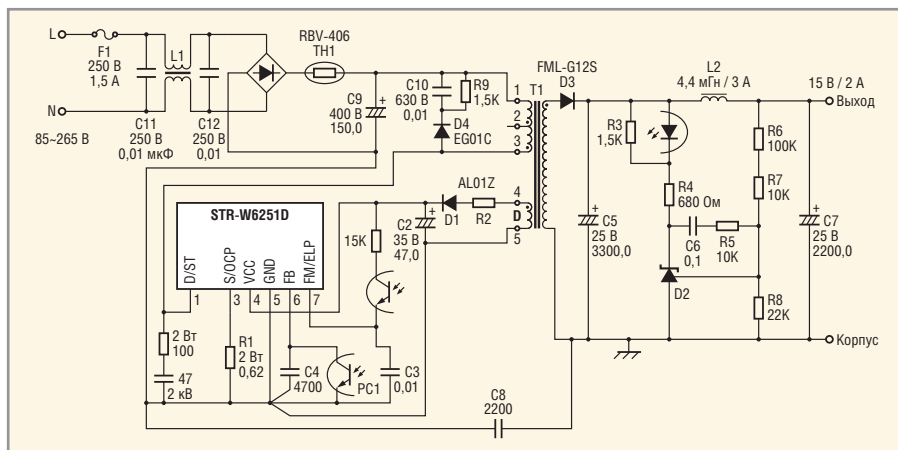 L
F1
250 В
1,5 А
N
85~265 В
C11
250 В
0,01 мкФ
L1
C12
250 В
0,01
RBV-406
TH1
C9
400 В
150,0
C10
630 В
0,01
R9
1,5K
D4
EG01C
1
2
3
4
D
5
T1
FML-G12S
D3
L2
4,4 мГн / 3 А
15 В / 2 А
Выход
R3
1,5K
R4
680 Ом
R6
100K
R7
10K
C5
25 В
3300,0
C6
0,1
R5
10K
D2
R8
22K
C7
25 В
2200,0
Корпус
AL01Z
D1
R2
C2
35 В
47,0
15K
STR-W6251D
D/ST
S/OCP
VCC
GND
FB
FM/ELP
1
3
4
5
6
7
2 Вт
100
47
2 кВ
R1
2 Вт
0,62
C4
4700
PC1
C3
0,01
C8
2200